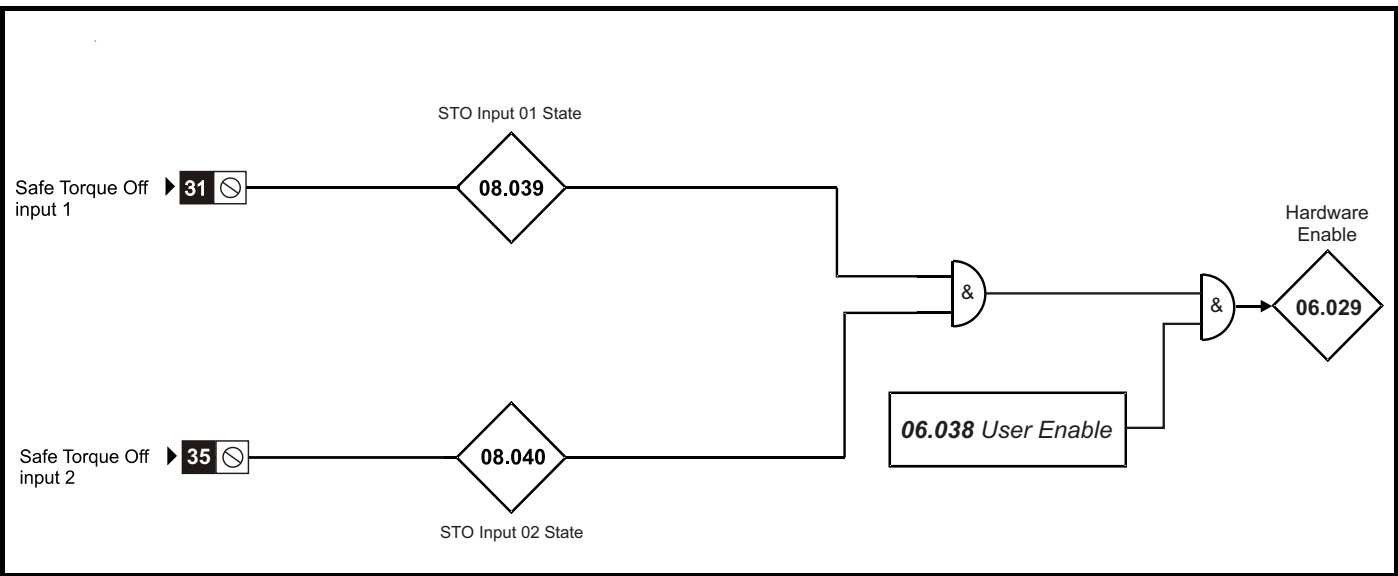 STO Input 01 State
Safe Torque Off
input 1
31
08.039
Hardware
Enable
&
&
06.029
06.038 User Enable
Safe Torque Off
input 2
35
08.040
STO Input 02 State